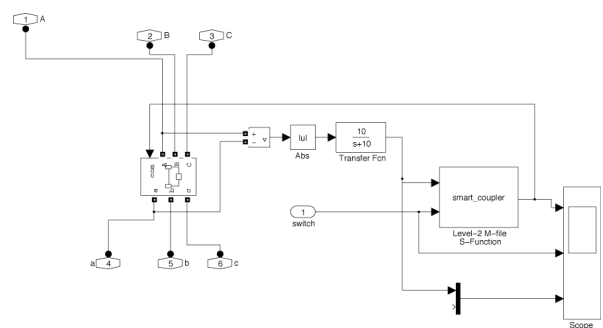 1 A
2 B
3 C
com
A
B
C
a
b
c
+
−
v
|u|
Abs
10
s+10
Transfer Fcn
smart_coupler
Level−2 M−file
S−Function
1
switch
Scope
a 4
5 b
6 c